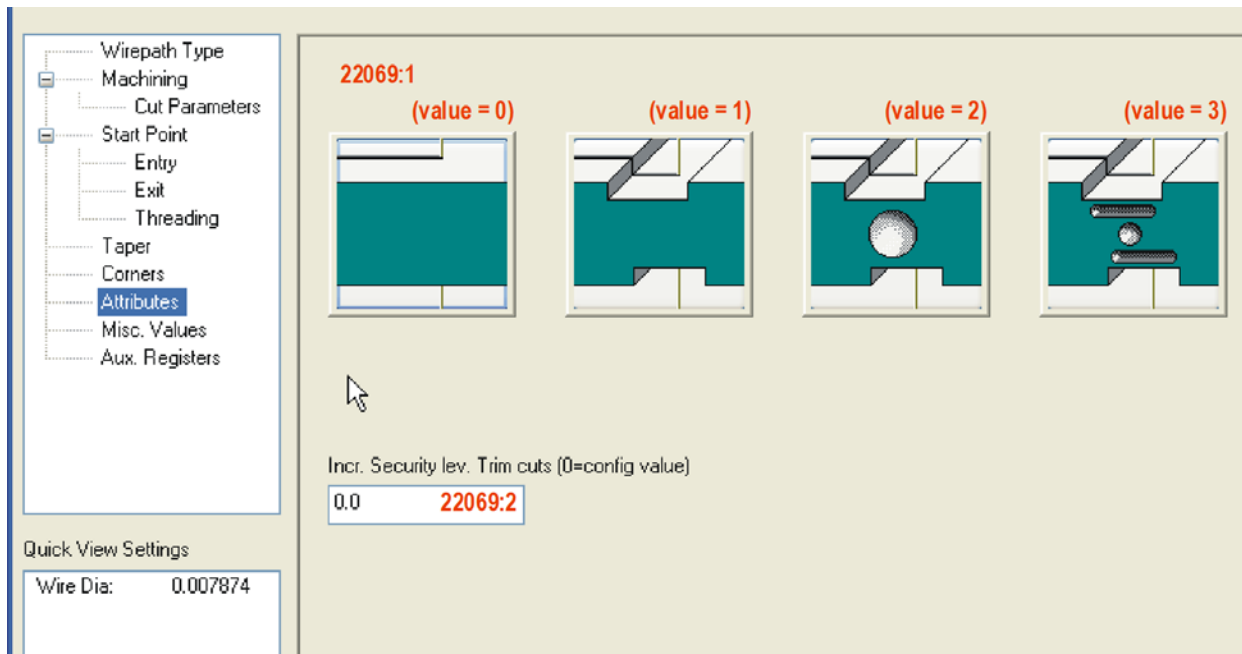 Wirepath Type
Machining
Cut Parameters
Start Point
Entry
Exit
Threading
Taper
Corners
Attributes
Misc. Values
Aux. Registers
Quick View Settings
Wire Dia: 0.007874
22069:1
(value = 0) (value = 1) (value = 2) (value = 3)
Incr. Security lev. Trim cuts (0=config value)
0.0 22069:2